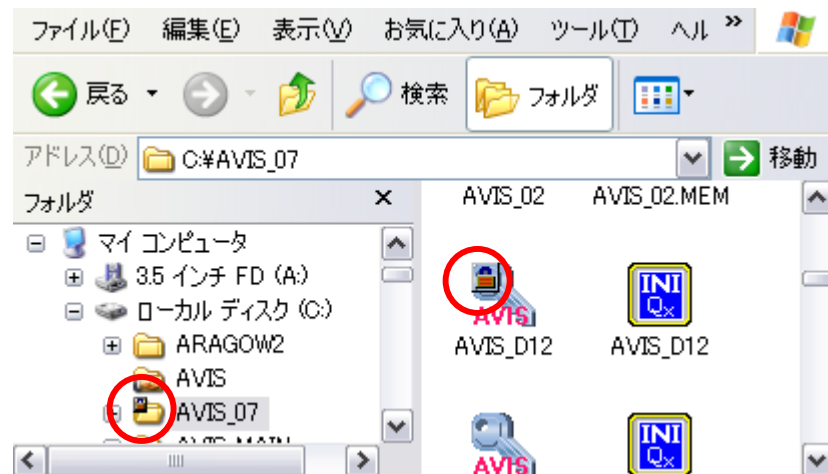 ファイル(F) 編集(E) 表示(V) お気に入り(A) ツール(T) ヘル »
戻る 検索 フォルダ
アドレス(D) C:¥AVIS_07 移動
フォルダ ×
マイ コンピュータ
3.5 インチ FD (A:)
ローカル ディスク (C:)
ARAGOW2
AVIS
AVIS_07
AVIS_MAIN
AVIS_02 AVIS_02.MEM
AVIS INI Qx
AVIS_D12 AVIS_D12
AVIS INI Qx